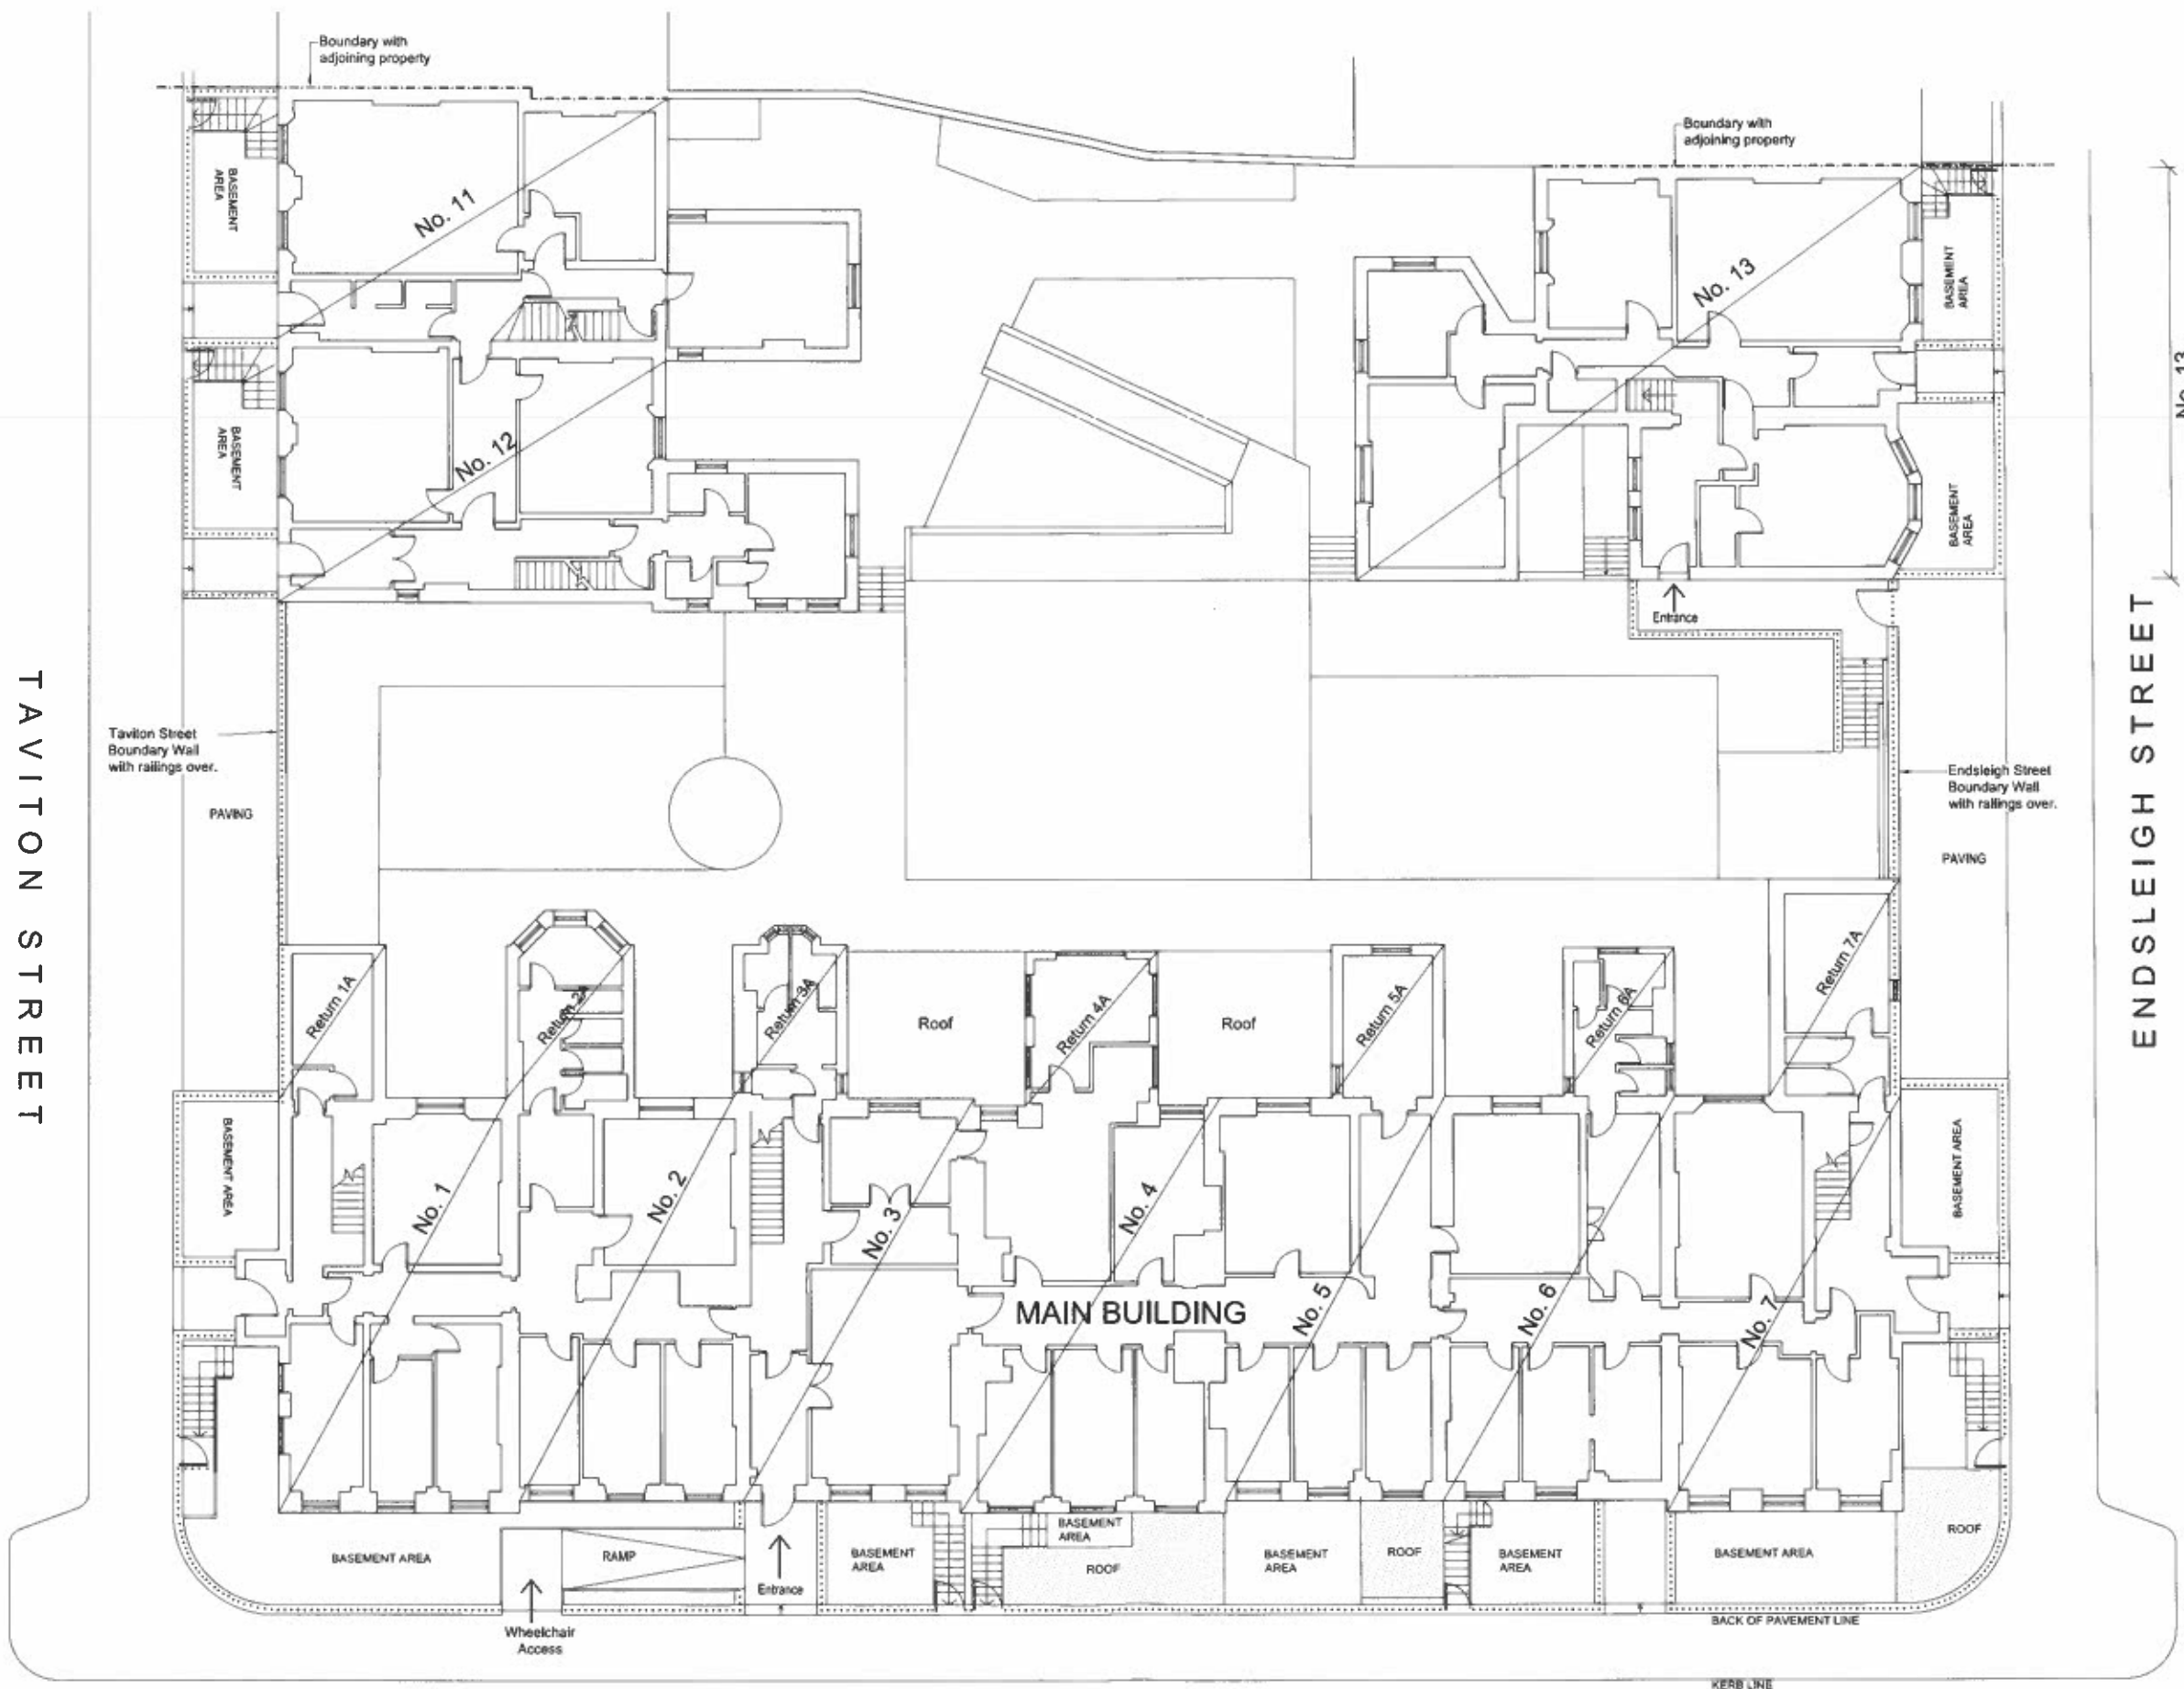 Boundary with
adjoining property
Boundary with
adjoining property
BASEMENT
AREA
No. 11
No. 13
BASEMENT
AREA
No. 13
BASEMENT
AREA
No. 12
BASEMENT
AREA
Entrance
TAVITON STREET
ENDSLEIGH STREET
Taviton Street
Boundary Wall
with railings over.
Endsleigh Street
Boundary Wall
with railings over.
PAVING
PAVING
Return 1A
Return 2A
Return 3A
Roof
Return 4A
Roof
Return 5A
Return 6A
Return 7A
BASEMENT AREA
No. 1
No. 2
No. 3
No. 4
No. 5
No. 6
No. 7
BASEMENT AREA
MAIN BUILDING
BASEMENT AREA
RAMP
Entrance
BASEMENT
AREA
BASEMENT
AREA
ROOF
BASEMENT
AREA
ROOF
BASEMENT
AREA
BASEMENT AREA
ROOF
Wheelchair
Access
BACK OF PAVEMENT LINE
KERB LINE